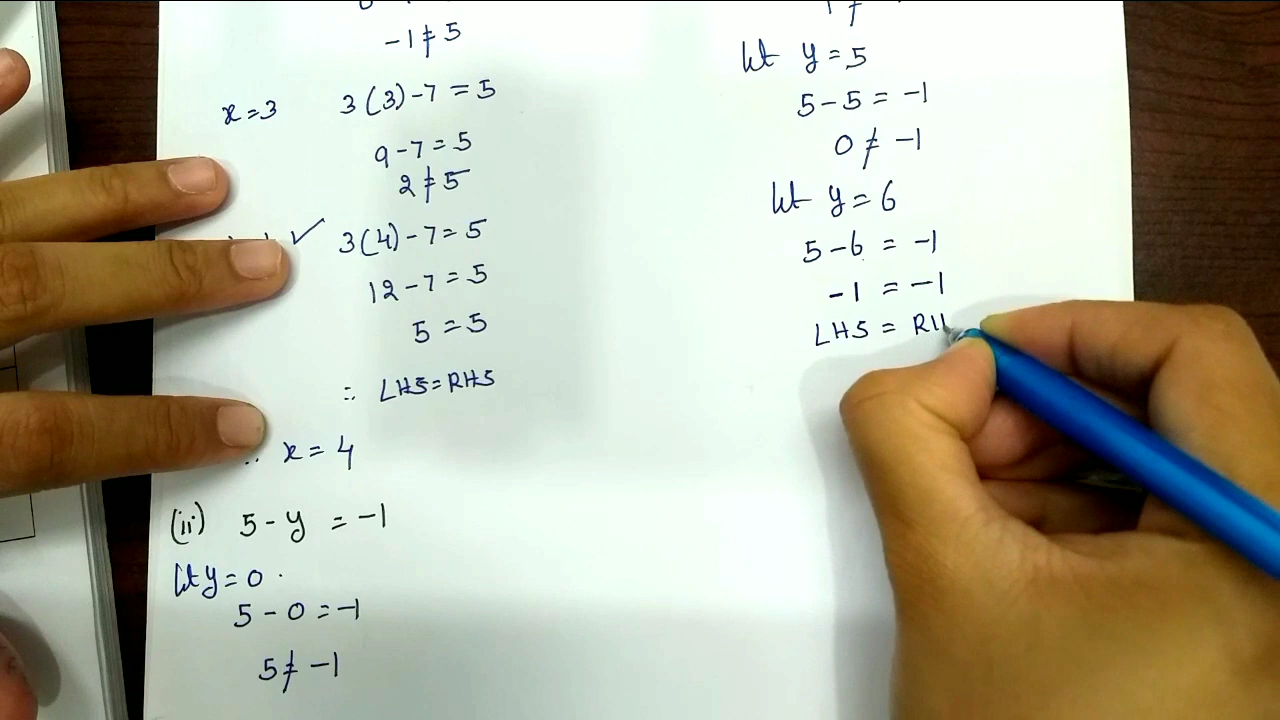 -1 ≠ 5
x=3 3(3)-7 = 5
9-7 = 5
2 ≠ 5
✓ 3(4)-7 = 5
12-7 = 5
5 = 5
∴ LHS=RHS
∴ x = 4
(ii) 5 - y = -1
let y = 0
5 - 0 = -1
5 ≠ -1
let y = 5
5-5 = -1
0 ≠ -1
let y = 6
5-6 = -1
-1 = -1
LHS = RH